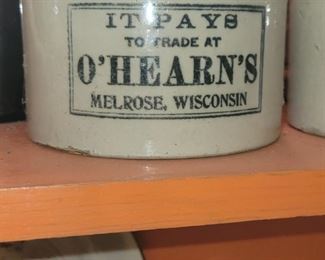 IT PAYS
TO TRADE AT
O'HEARN'S
MELROSE, WISCONSIN